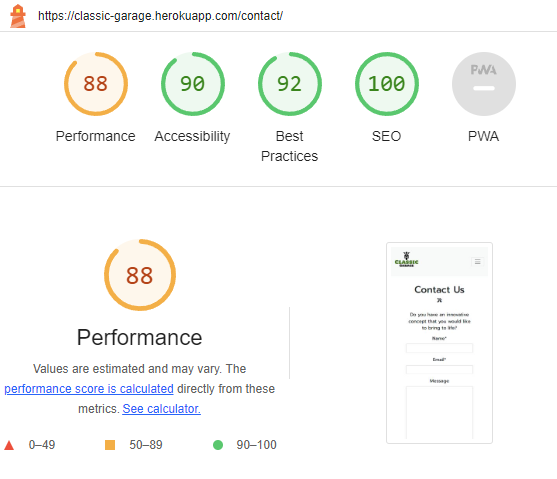 https://classic-garage.herokuapp.com/contact/
88 90 92 100 PWA
Performance Accessibility Best Practices SEO PWA
88
Performance
Values are estimated and may vary. The
performance score is calculated directly from these
metrics. See calculator.
0–49 50–89 90–100
CLASSIC
Contact Us
Do you have an innovative
concept that you would like
to bring to life?
Name*
Email*
Message